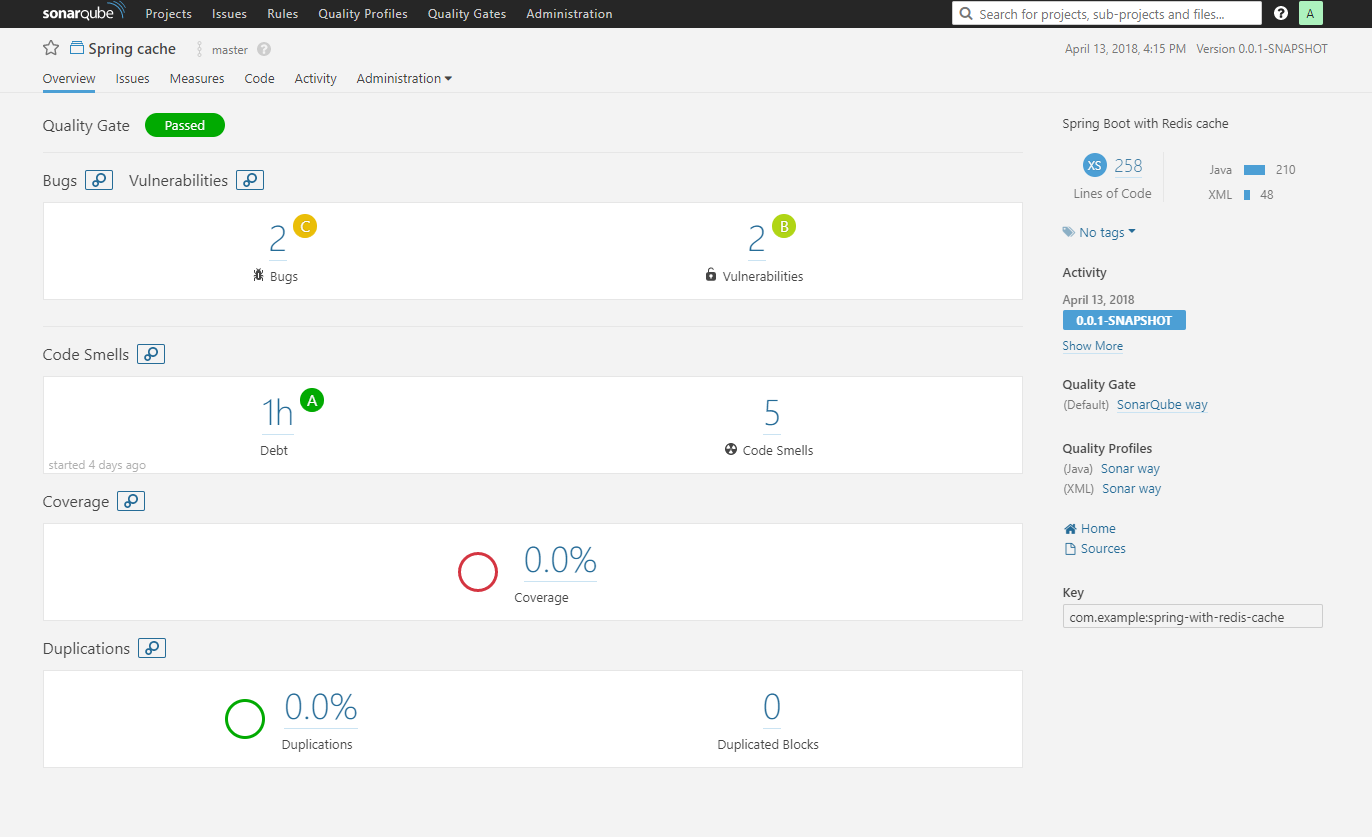 sonarqube Projects Issues Rules Quality Profiles Quality Gates Administration Search for projects, sub-projects and files... ? A
Spring cache master ? April 13, 2018, 4:15 PM Version 0.0.1-SNAPSHOT
Overview Issues Measures Code Activity Administration
Quality Gate Passed
Bugs Vulnerabilities
2 C 2 B
Bugs Vulnerabilities
Code Smells
1h A 5
Debt Code Smells
started 4 days ago
Coverage
0.0%
Coverage
Duplications
0.0% 0
Duplications Duplicated Blocks
Spring Boot with Redis cache
XS 258 Java 210
Lines of Code XML 48
No tags
Activity
April 13, 2018
0.0.1-SNAPSHOT
Show More
Quality Gate
(Default) SonarQube way
Quality Profiles
(Java) Sonar way
(XML) Sonar way
Home
Sources
Key
com.example:spring-with-redis-cache